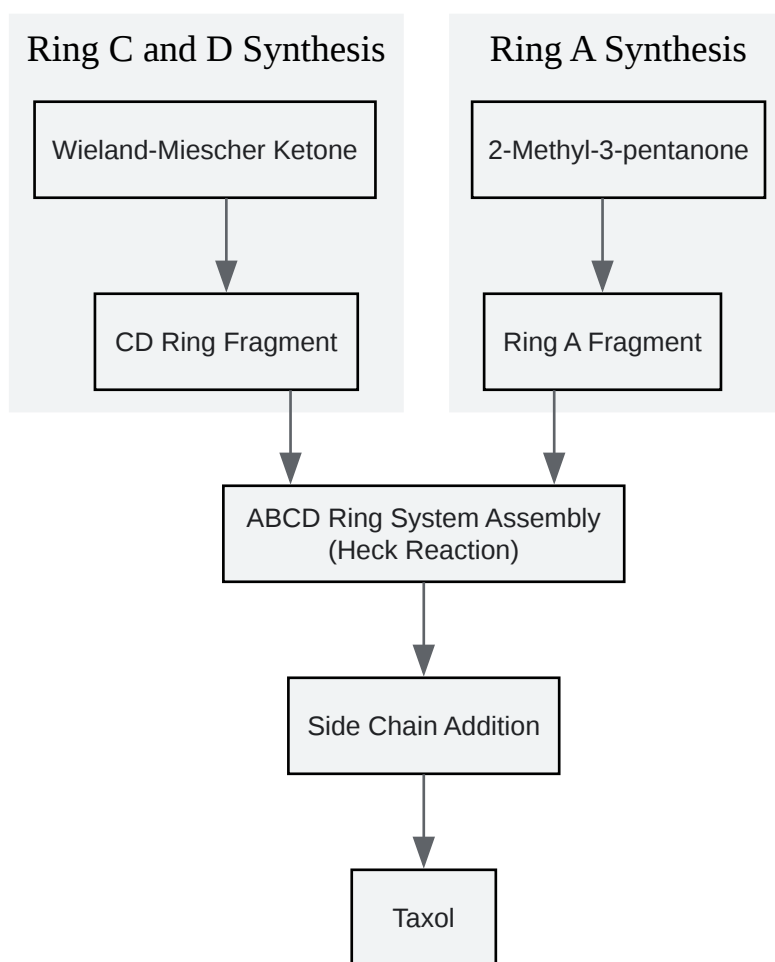 Ring C and D Synthesis
Ring A Synthesis
Wieland-Miescher Ketone
2-Methyl-3-pentanone
CD Ring Fragment
Ring A Fragment
ABCD Ring System Assembly
(Heck Reaction)
Side Chain Addition
Taxol